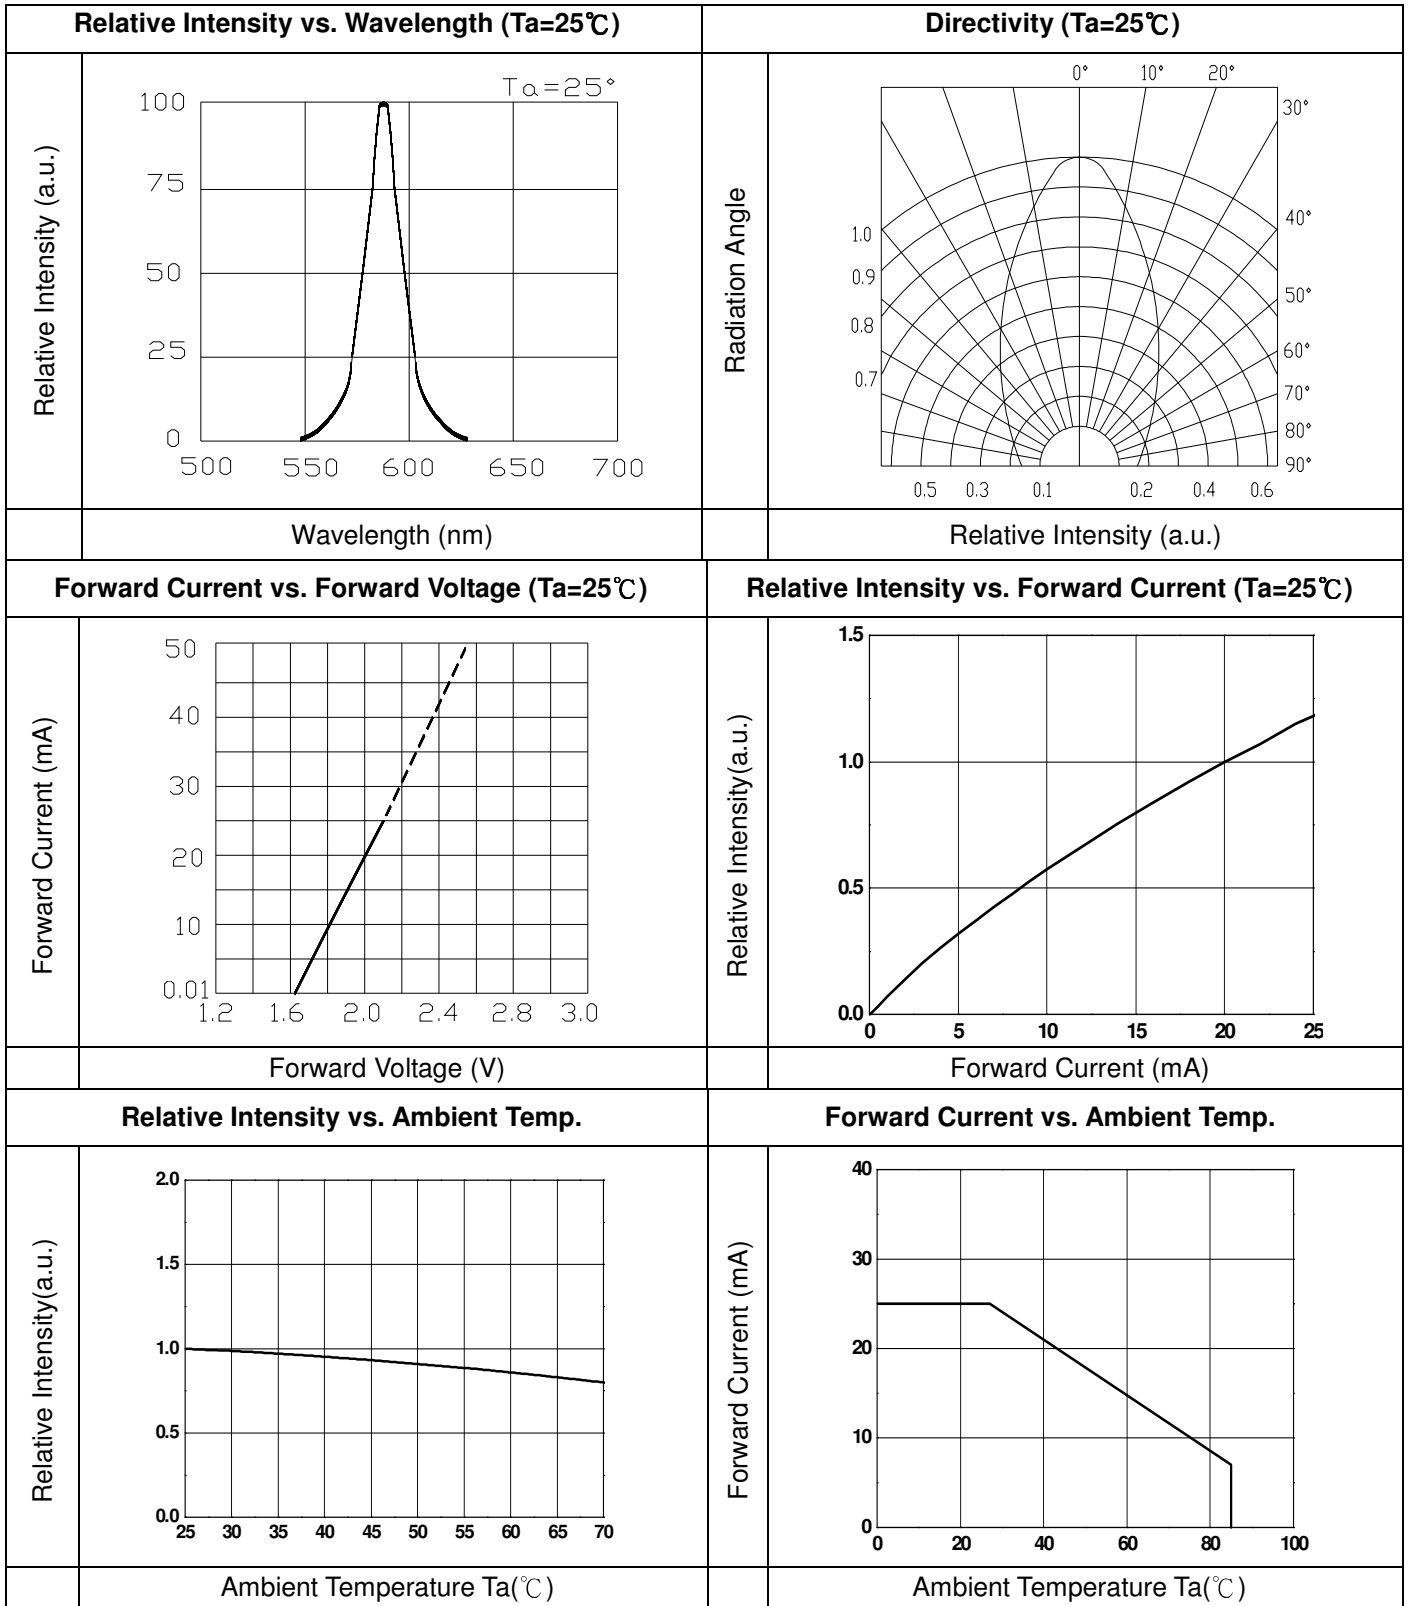 Relative Intensity vs. Wavelength (Ta=25℃)
Directivity (Ta=25℃)
Relative Intensity (a.u.)
Ta=25°
100
75
50
25
0
500 550 600 650 700
Wavelength (nm)
Radiation Angle
0° 10° 20°
30°
40°
50°
60°
70°
80°
90°
1.0
0.9
0.8
0.7
0.5 0.3 0.1 0.2 0.4 0.6
Relative Intensity (a.u.)
Forward Current vs. Forward Voltage (Ta=25℃)
Relative Intensity vs. Forward Current (Ta=25℃)
Forward Current (mA)
50
40
30
20
10
0.01
1.2 1.6 2.0 2.4 2.8 3.0
Forward Voltage (V)
Relative Intensity(a.u.)
1.5
1.0
0.5
0.0
0 5 10 15 20 25
Forward Current (mA)
Relative Intensity vs. Ambient Temp.
Forward Current vs. Ambient Temp.
Relative Intensity(a.u.)
2.0
1.5
1.0
0.5
0.0
25 30 35 40 45 50 55 60 65 70
Ambient Temperature Ta(℃)
Forward Current (mA)
40
30
20
10
0
0 20 40 60 80 100
Ambient Temperature Ta(℃)